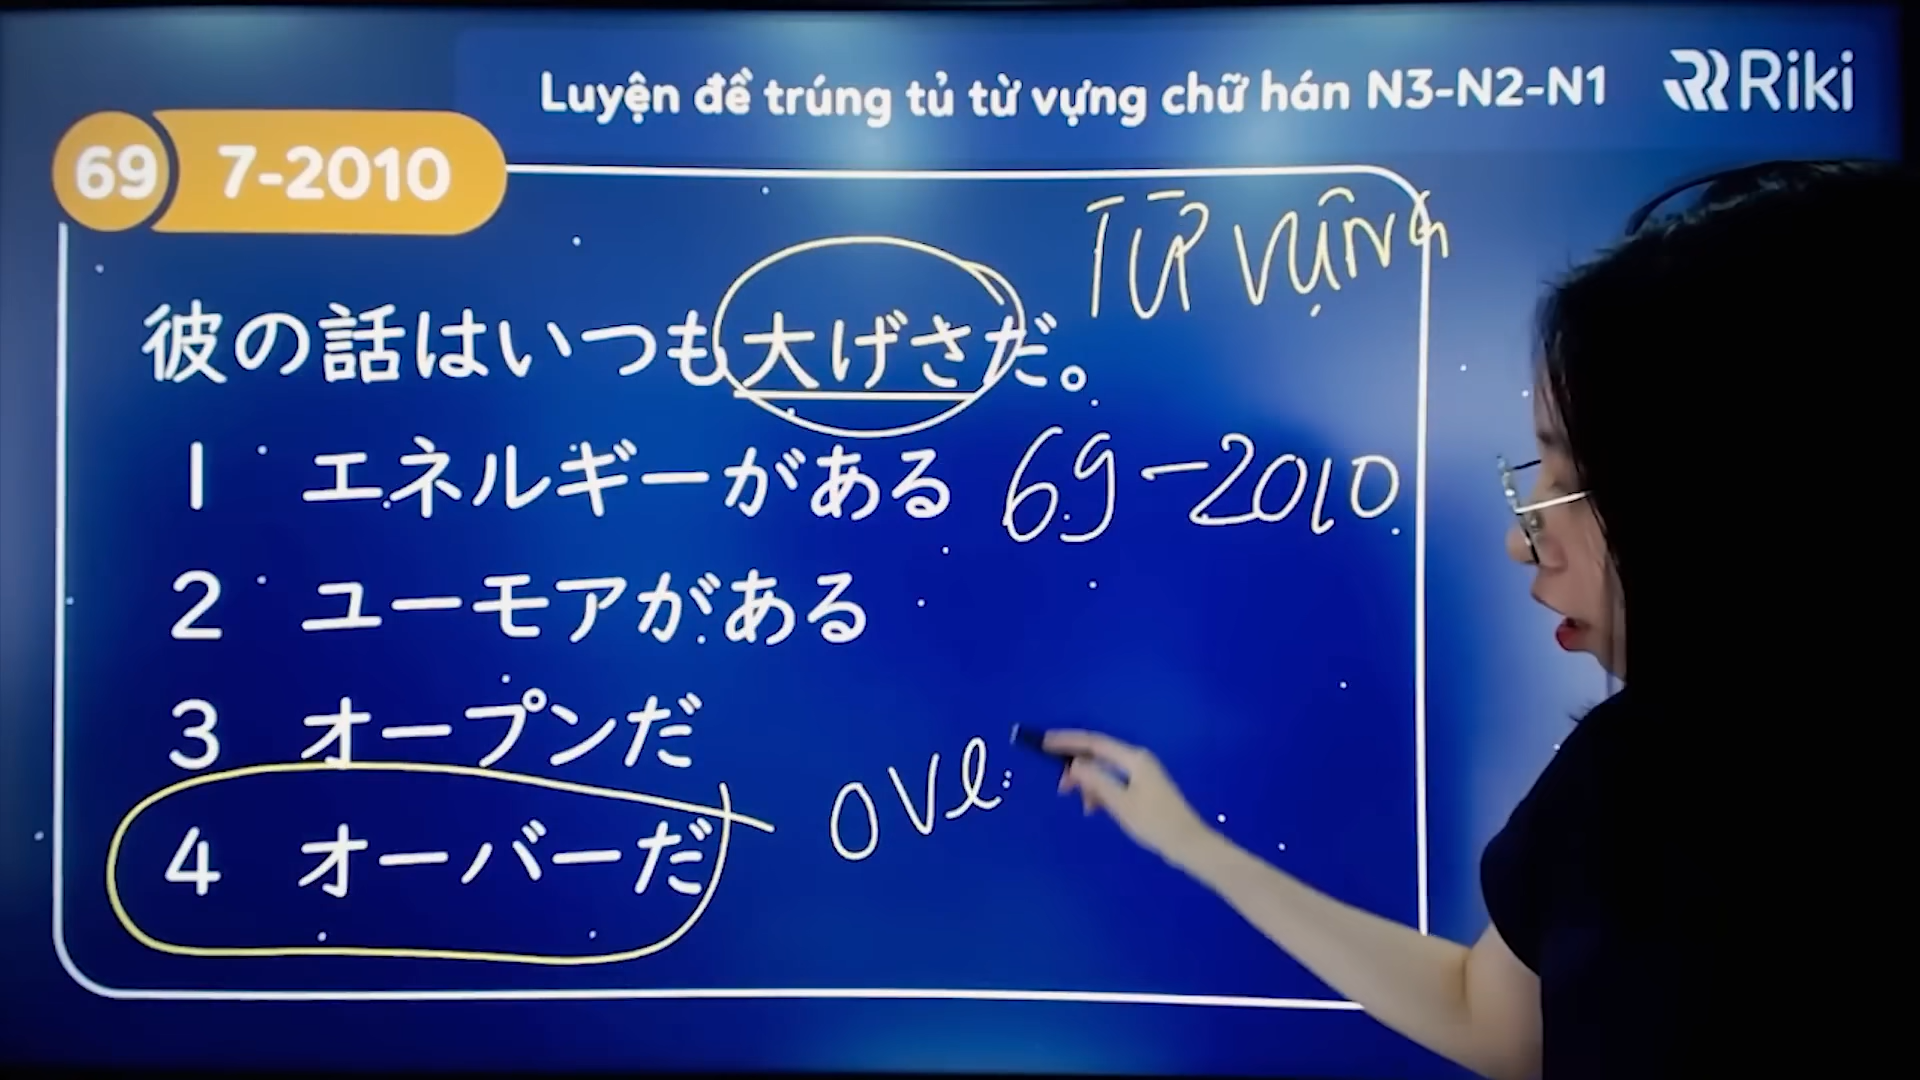 Luyện đề trúng tủ từ vựng chữ hán N3-N2-N1
Riki
69 7-2010
TỪ VỰNG
彼の話はいつも大げさだ。
1 エネルギーがある
69-2010
2 ユーモアがある
3 オープンだ
4 オーバーだ
ove